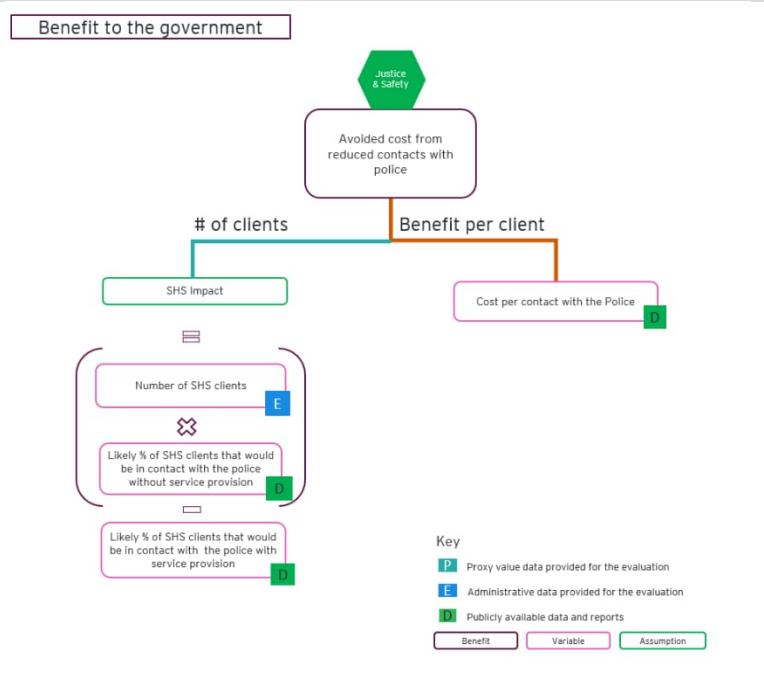 Benefit to the government
Justice
& Safety
Avoided cost from
reduced contacts with
police
# of clients
Benefit per client
SHS Impact
Cost per contact with the Police
D
=
Number of SHS clients
E
×
Likely % of SHS clients that would
be in contact with the police
without service provision
D
-
Likely % of SHS clients that would
be in contact with the police with
service provision
D
Key
P Proxy value data provided for the evaluation
E Administrative data provided for the evaluation
D Publicly available data and reports
Benefit Variable Assumption